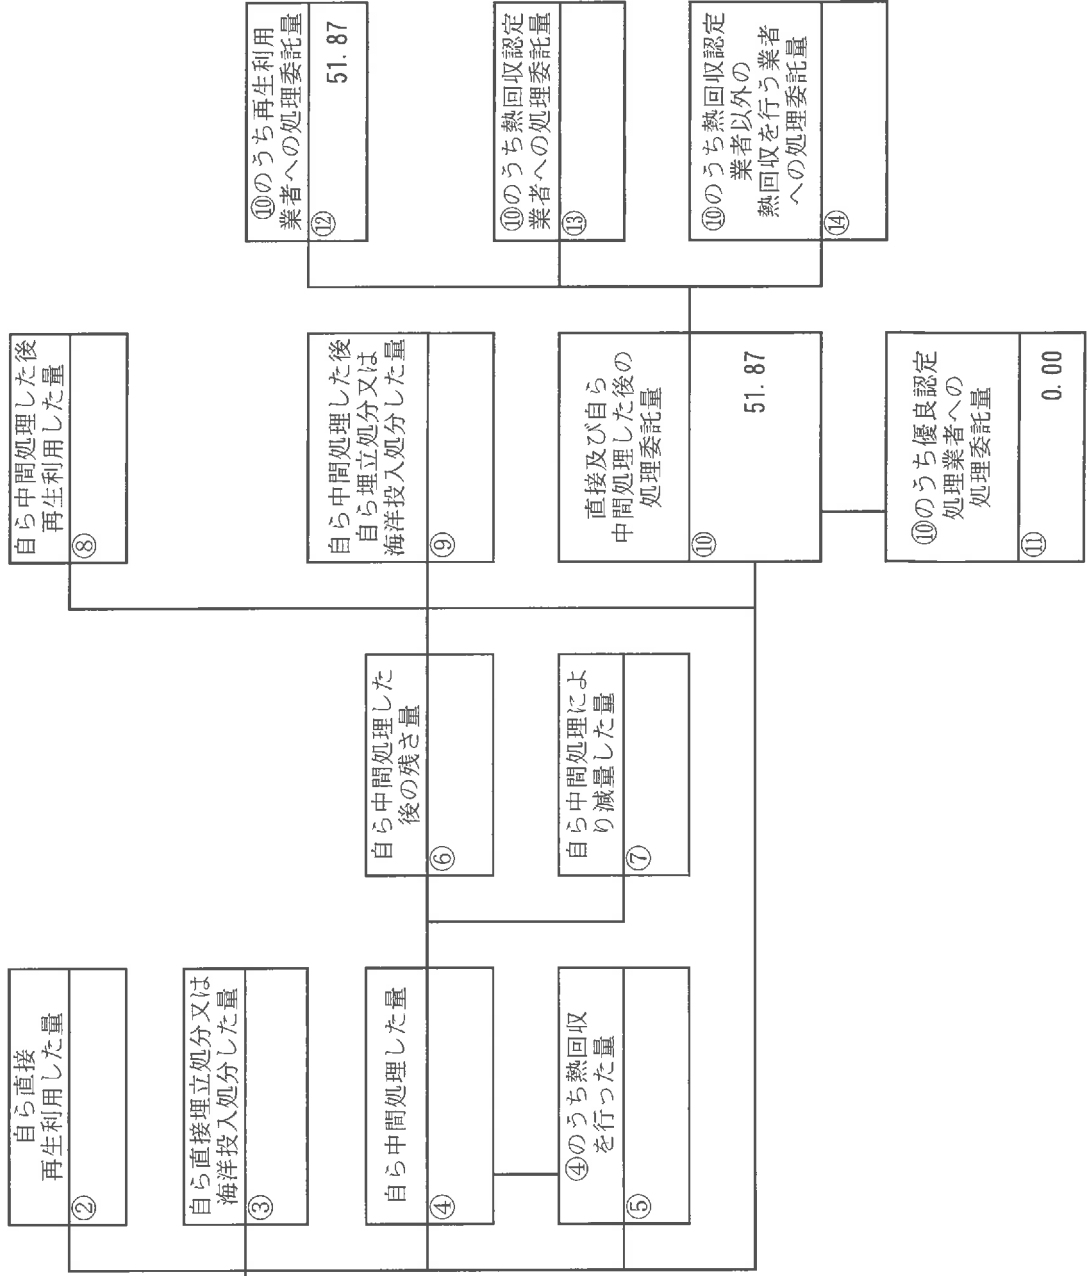 自ら直接
再生利用した量
②
自ら直接埋立処分又は
海洋投入処分した量
③
自ら中間処理した量
④
④のうち熱回収
を行った量
⑤
自ら中間処理した
後の残さ量
⑥
自ら中間処理によ
り減量した量
⑦
自ら中間処理した後
再生利用した量
⑧
自ら中間処理した後
自ら埋立処分又は
海洋投入処分した量
⑨
直接及び自ら
中間処理した後の
処理委託量
⑩
51.87
⑩のうち優良認定
処理業者への
処理委託量
⑪
0.00
⑩のうち再生利用
業者への処理委託量
⑫
51.87
⑩のうち熱回収認定
業者への処理委託量
⑬
⑩のうち熱回収認定
業者以外の
熱回収を行う業者
への処理委託量
⑭